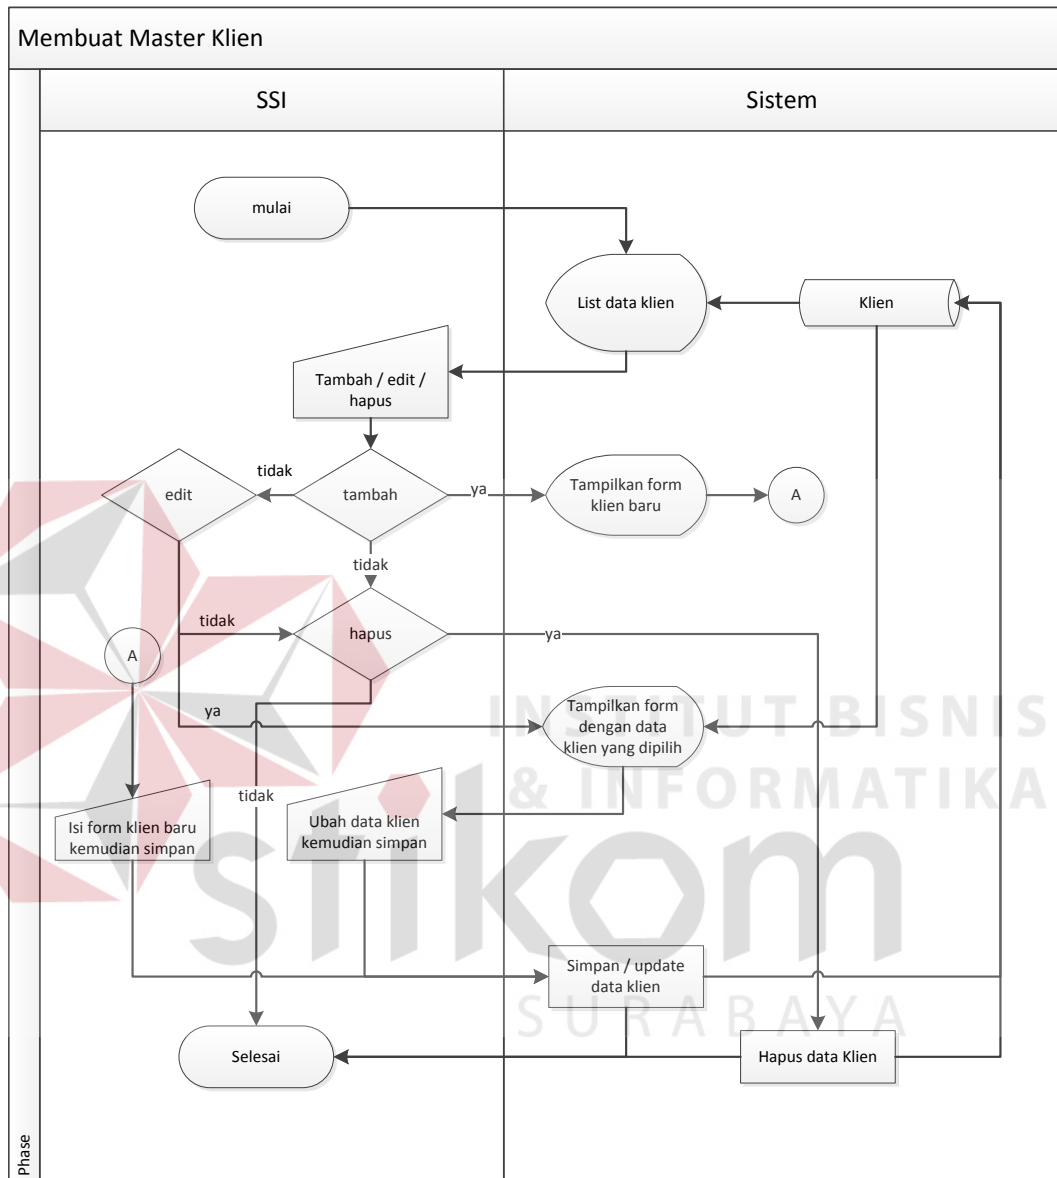 Membuat Master Klien
SSI
Sistem
mulai
List data klien
Klien
Tambah / edit /
hapus
edit
tidak
tambah
ya
Tampilkan form
klien baru
A
tidak
tidak
hapus
ya
A
ya
Tampilkan form
dengan data
klien yang dipilih
INSTITUT BISNIS
& INFORMATIKA
tidak
Isi form klien baru
kemudian simpan
Ubah data klien
kemudian simpan
stikom
Simpan / update
data klien
SURABAYA
Selesai
Hapus data Klien
Phase